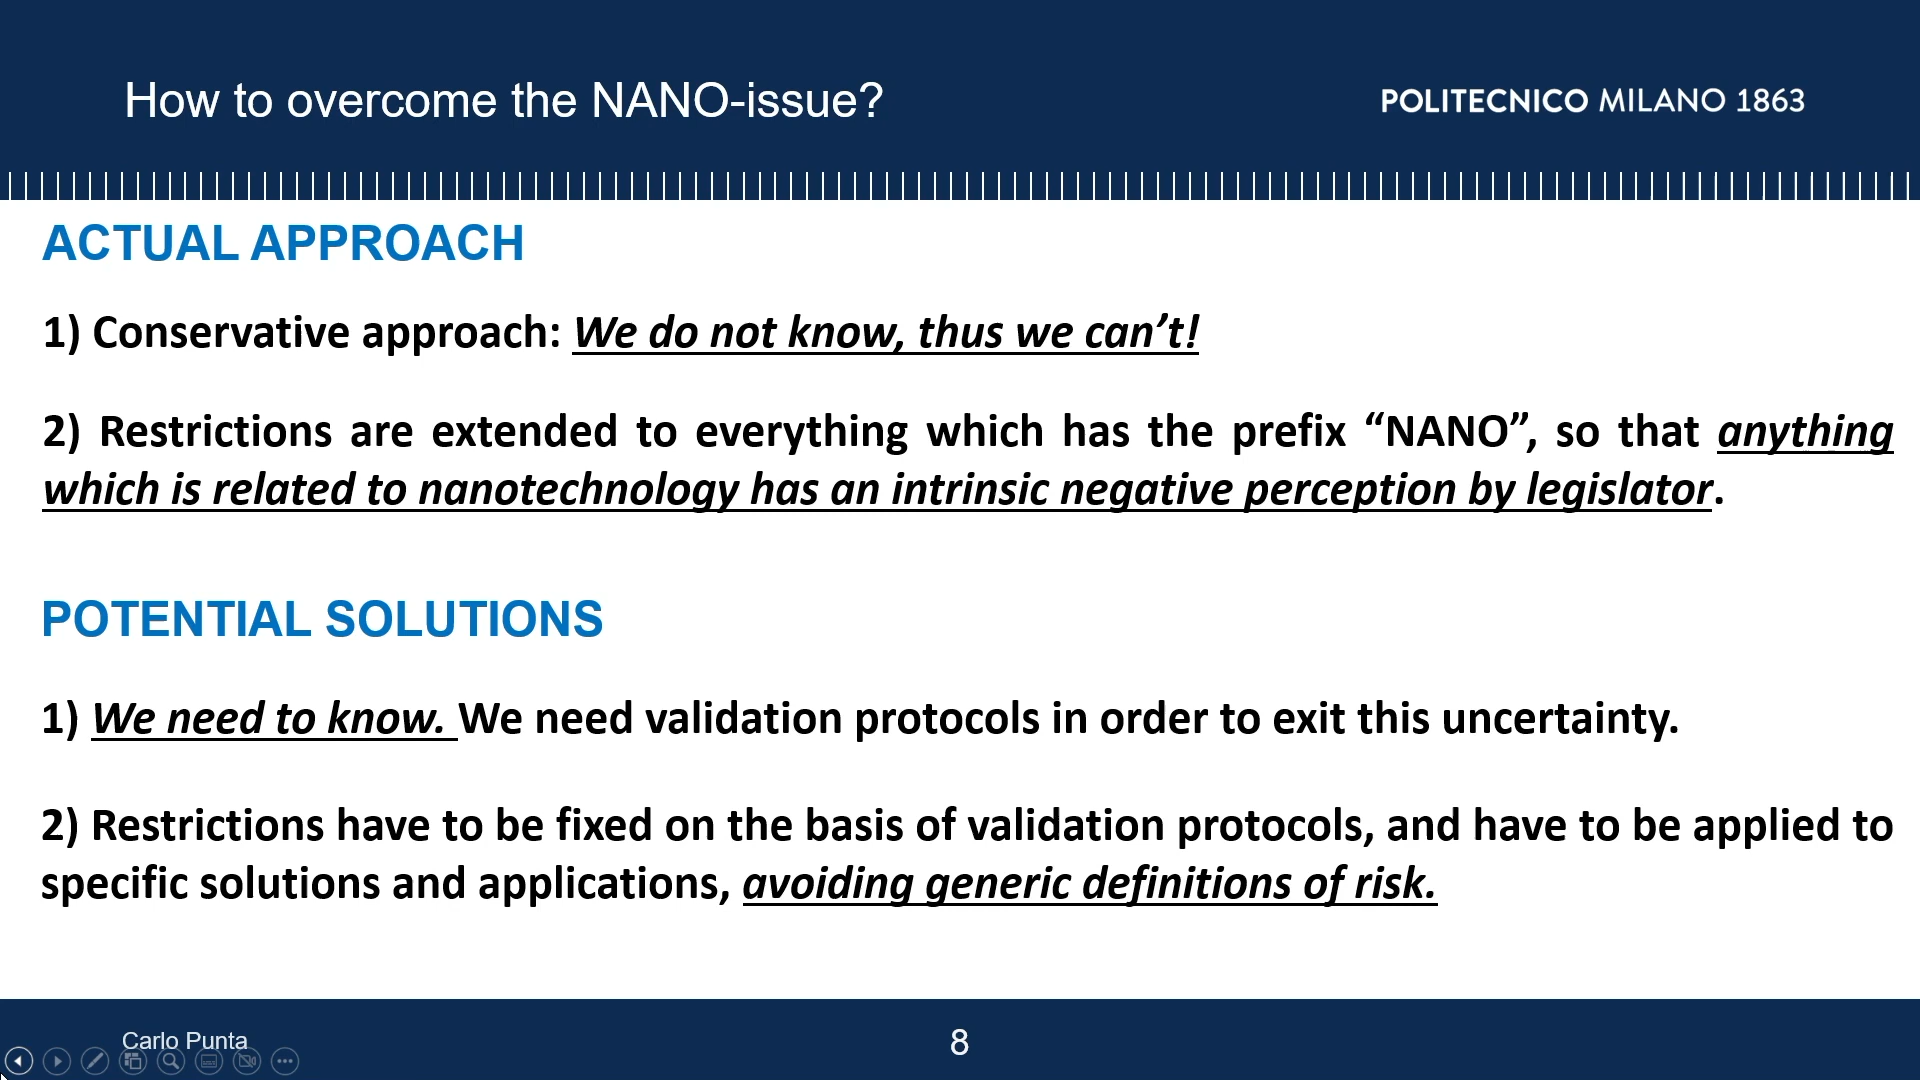 How to overcome the NANO-issue?
POLITECNICO MILANO 1863
ACTUAL APPROACH
1) Conservative approach: We do not know, thus we can’t!
2) Restrictions are extended to everything which has the prefix “NANO”, so that anything
which is related to nanotechnology has an intrinsic negative perception by legislator.
POTENTIAL SOLUTIONS
1) We need to know. We need validation protocols in order to exit this uncertainty.
2) Restrictions have to be fixed on the basis of validation protocols, and have to be applied to
specific solutions and applications, avoiding generic definitions of risk.
Carlo Punta
8